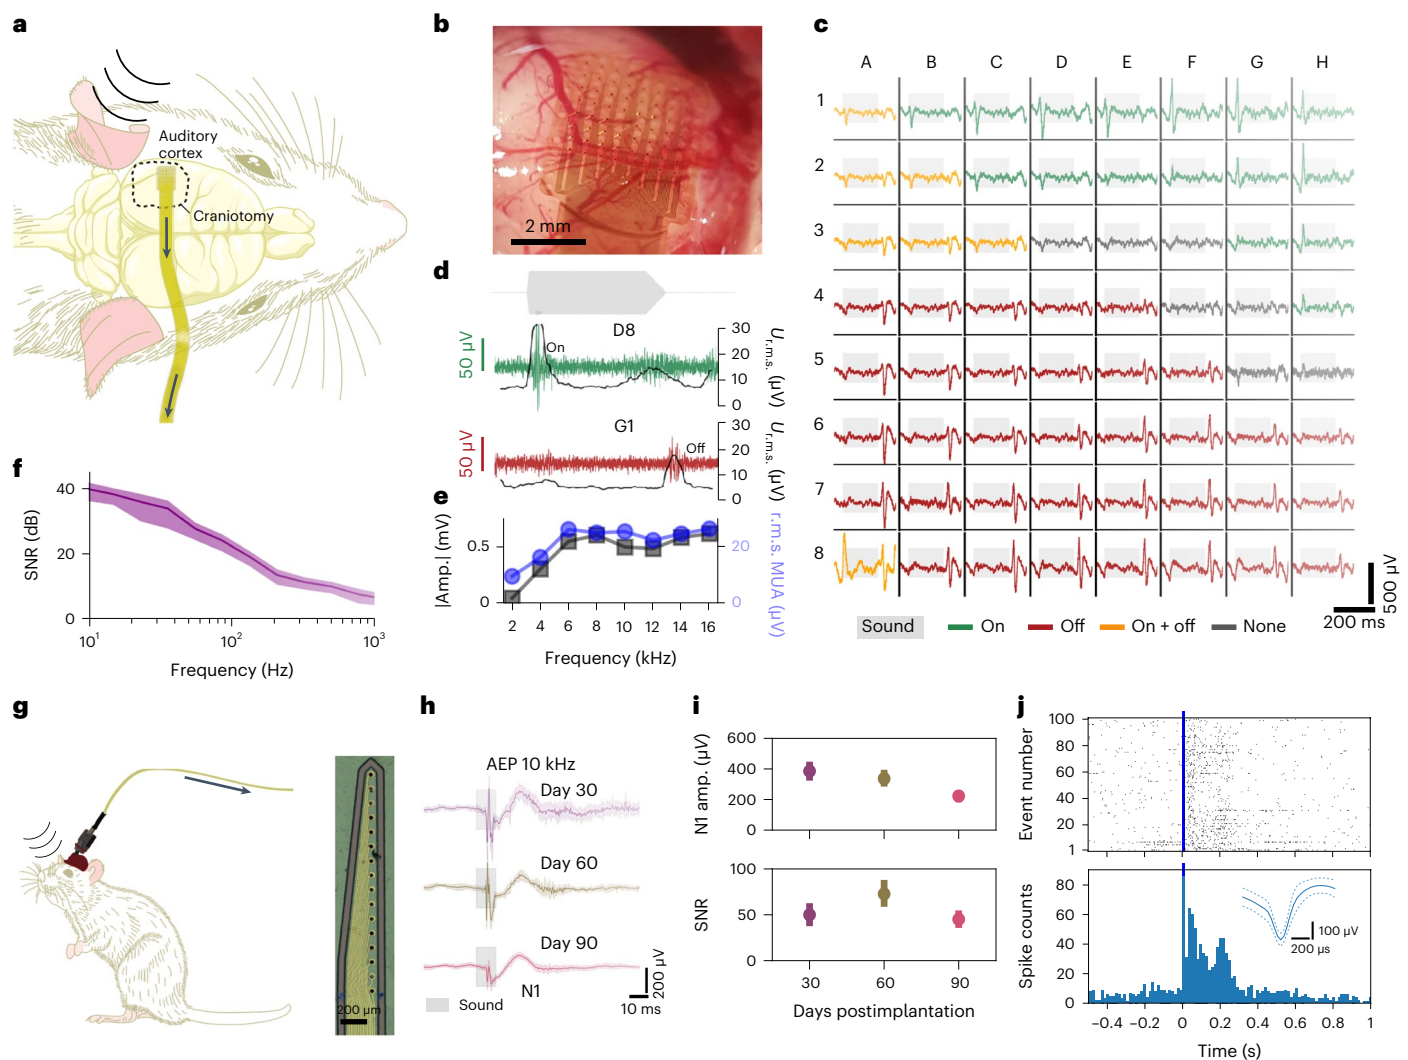 a
Auditory
cortex
Craniotomy
b
2 mm
c
A B C D E F G H
1
2
3
4
5
6
7
8
Sound
On
Off
On + off
None
500 µV
200 ms
d
D8
50 µV
On
30
20
10
0
U r.m.s. (µV)
G1
50 µV
Off
30
20
10
0
U r.m.s. (µV)
e
|Amp.| (mV)
0.5
0
20
0
r.m.s. MUA (µV)
2 4 6 8 10 12 14 16
Frequency (kHz)
f
SNR (dB)
40
20
0
10¹ 10² 10³
Frequency (Hz)
g
200 µm
h
AEP 10 kHz
Day 30
Day 60
Day 90
Sound
N1
200 µV
10 ms
i
N1 amp. (µV)
600
400
200
0
SNR
100
50
0
30 60 90
Days postimplantation
j
Event number
100
80
60
40
20
1
Spike counts
80
60
40
20
0
100 µV
200 µs
−0.4 −0.2 0 0.2 0.4 0.6 0.8 1
Time (s)